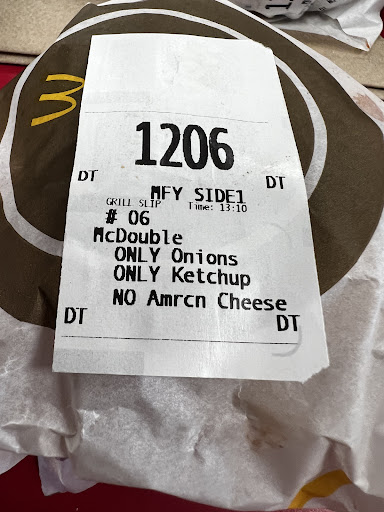 1206
DT DT
MFY SIDE1
GRILL SLIP Time: 13:10
# 06
McDouble
ONLY Onions
ONLY Ketchup
NO Amrcn Cheese
DT DT